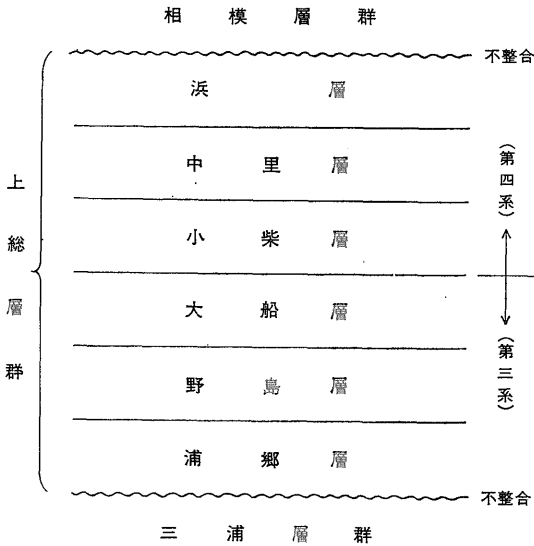 相模層群
不整合
浜層
中里層
小柴層
大船層
野島層
浦郷層
上総層群
(第四系)
(第三系)
不整合
三浦層群